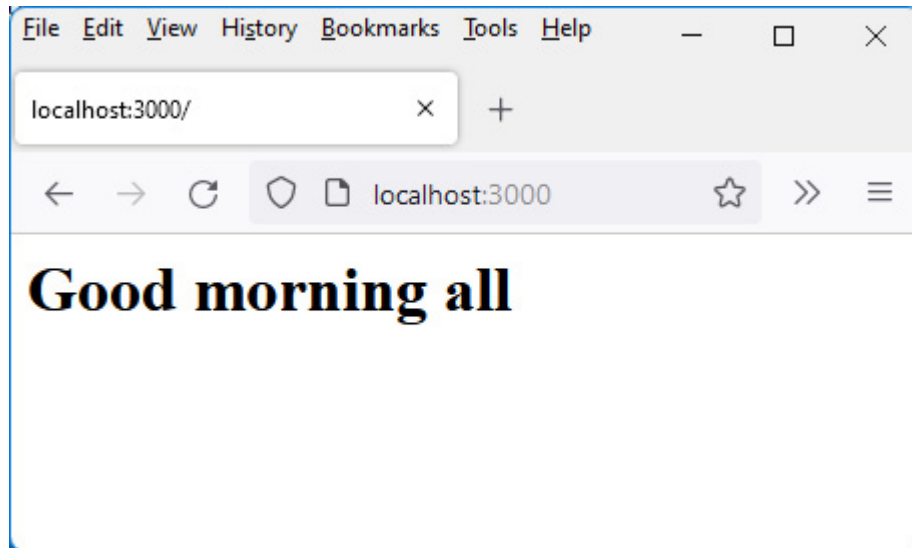 File Edit View History Bookmarks Tools Help
localhost:3000/
localhost:3000
Good morning all